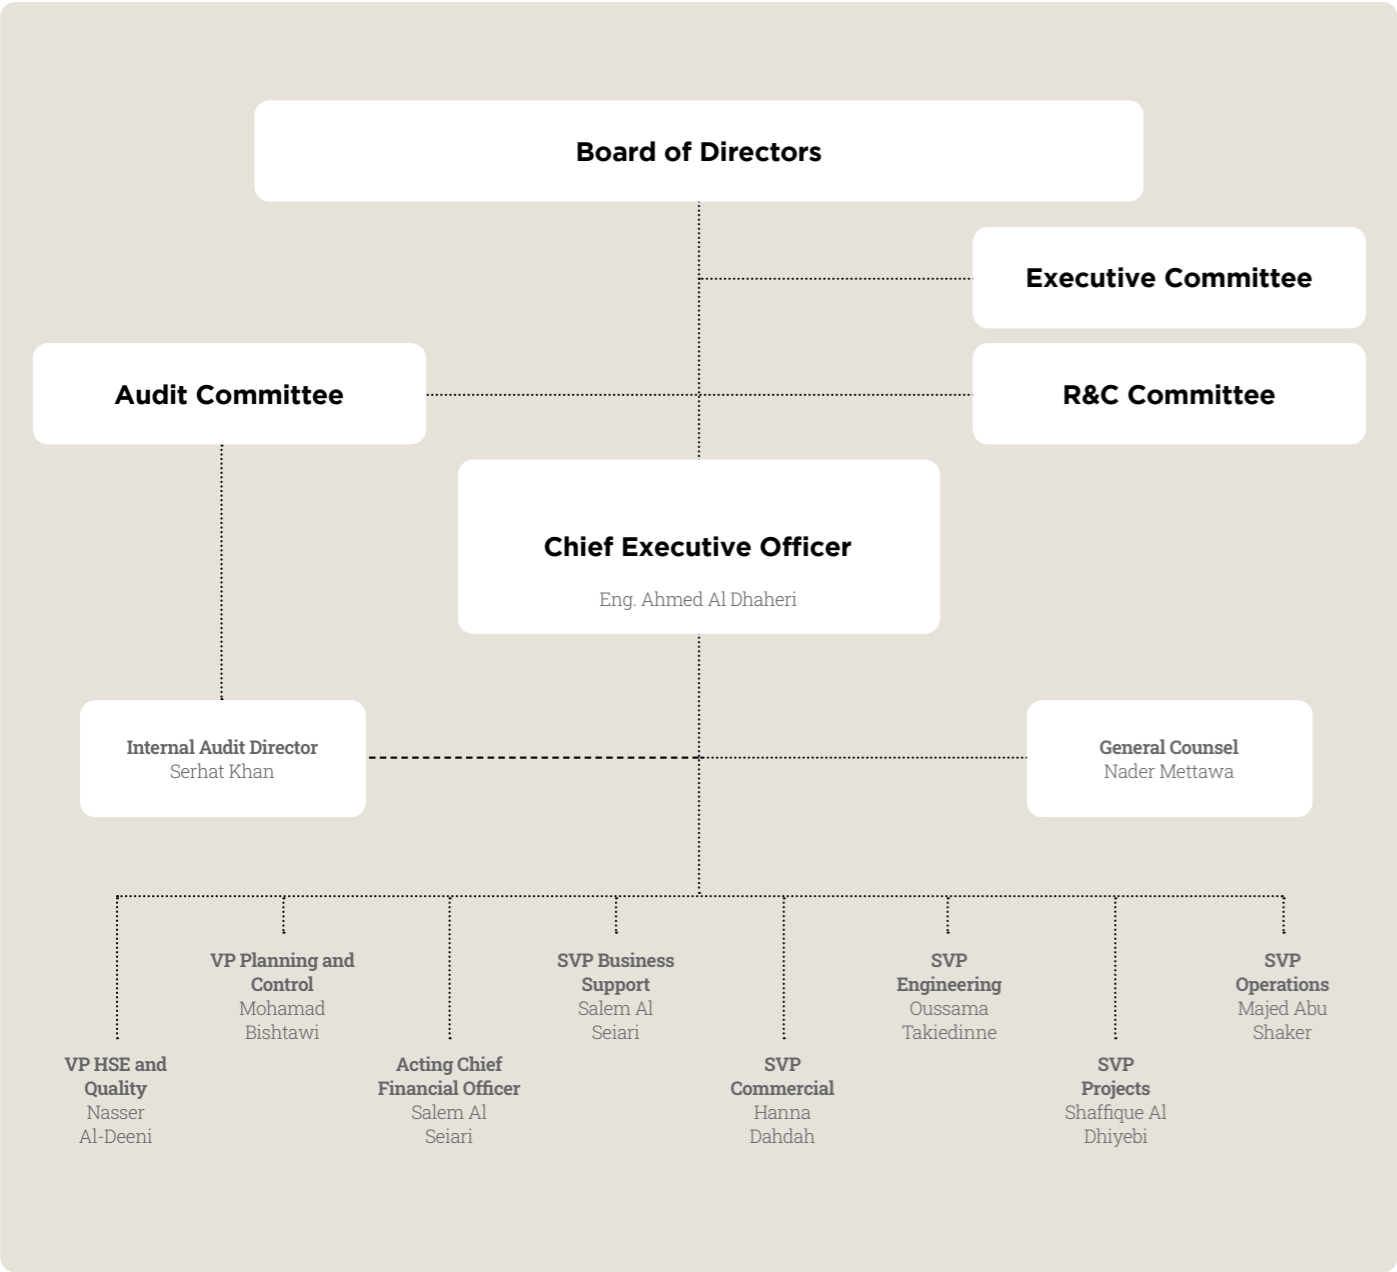 Board of Directors
Executive Committee
Audit Committee
R&C Committee
Chief Executive Officer
Eng. Ahmed Al Dhaheri
Internal Audit Director
Serhat Khan
General Counsel
Nader Mettawa
VP HSE and
Quality
Nasser
Al-Deeni
VP Planning and
Control
Mohamad
Bishtawi
Acting Chief
Financial Officer
Salem Al
Seiari
SVP Business
Support
Salem Al
Seiari
SVP
Commercial
Hanna
Dahdah
SVP
Engineering
Oussama
Takiedinne
SVP
Projects
Shaffique Al
Dhiyebi
SVP
Operations
Majed Abu
Shaker